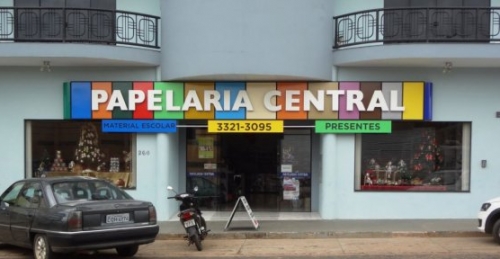 PAPELARIA CENTRAL
MATERIAL ESCOLAR
3321-3095
PRESENTES